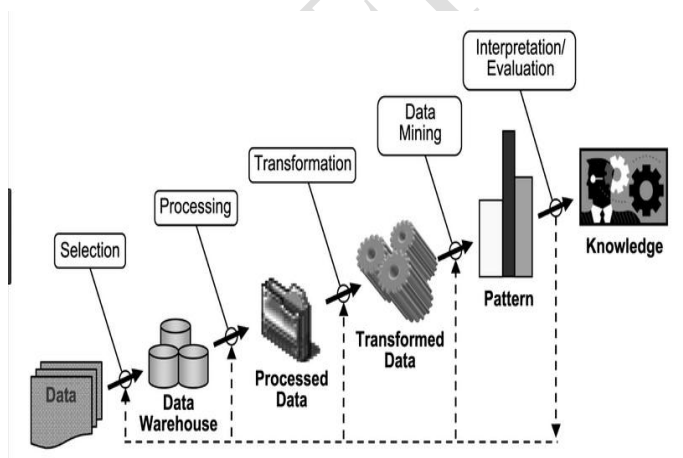 Interpretation/
Evaluation
Data
Mining
Transformation
Processing
Selection
Data
Data
Warehouse
Processed
Data
Transformed
Data
Pattern
Knowledge